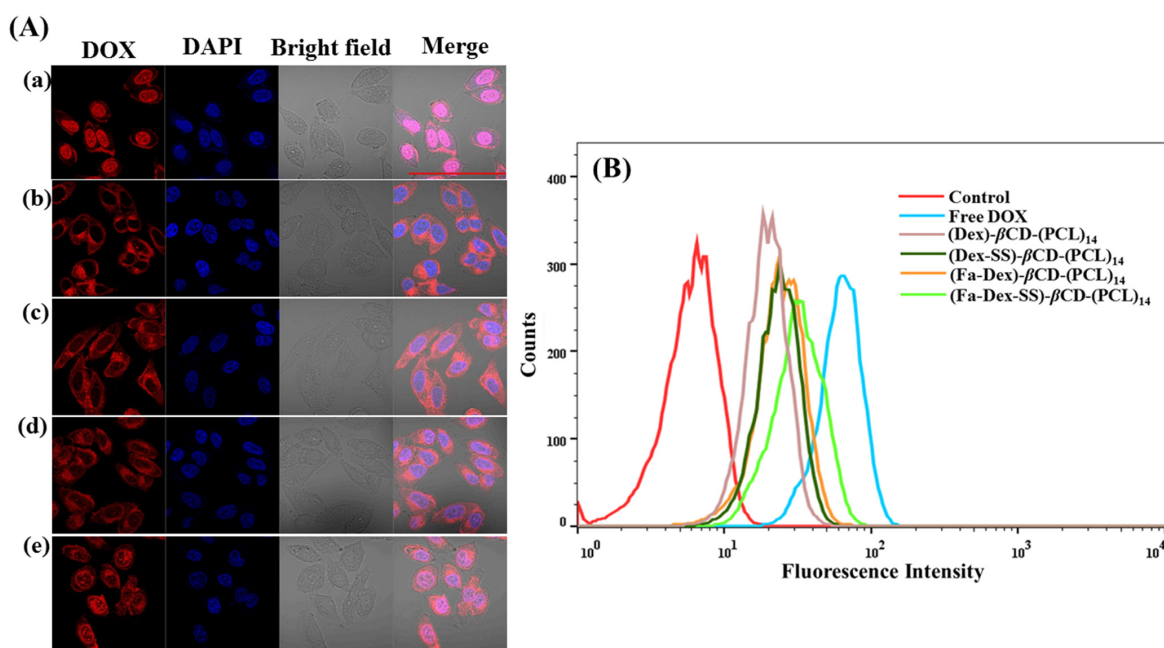 (A)
DOX DAPI Bright field Merge
(a)
(b)
(c)
(d)
(e)
(B)
Control
Free DOX
(Dex)-βCD-(PCL)₁₄
(Dex-SS)-βCD-(PCL)₁₄
(Fa-Dex)-βCD-(PCL)₁₄
(Fa-Dex-SS)-βCD-(PCL)₁₄
Counts
400
300
200
100
0
10⁰ 10¹ 10² 10³ 10⁴
Fluorescence Intensity